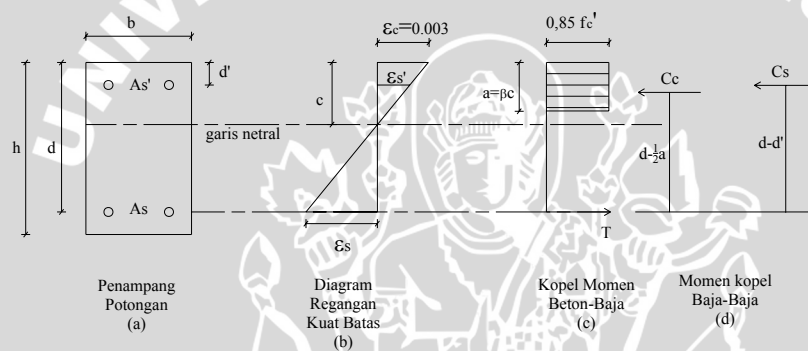 UNIV
b
d'
As'
h
d
As
garis netral
εc=0.003
εs'
c
εs
0,85 fc'
a=βc
Cc
d-½a
T
Cs
d-d'
Penampang
Potongan
(a)
Diagram
Regangan
Kuat Batas
(b)
Kopel Momen
Beton-Baja
(c)
Momen kopel
Baja-Baja
(d)